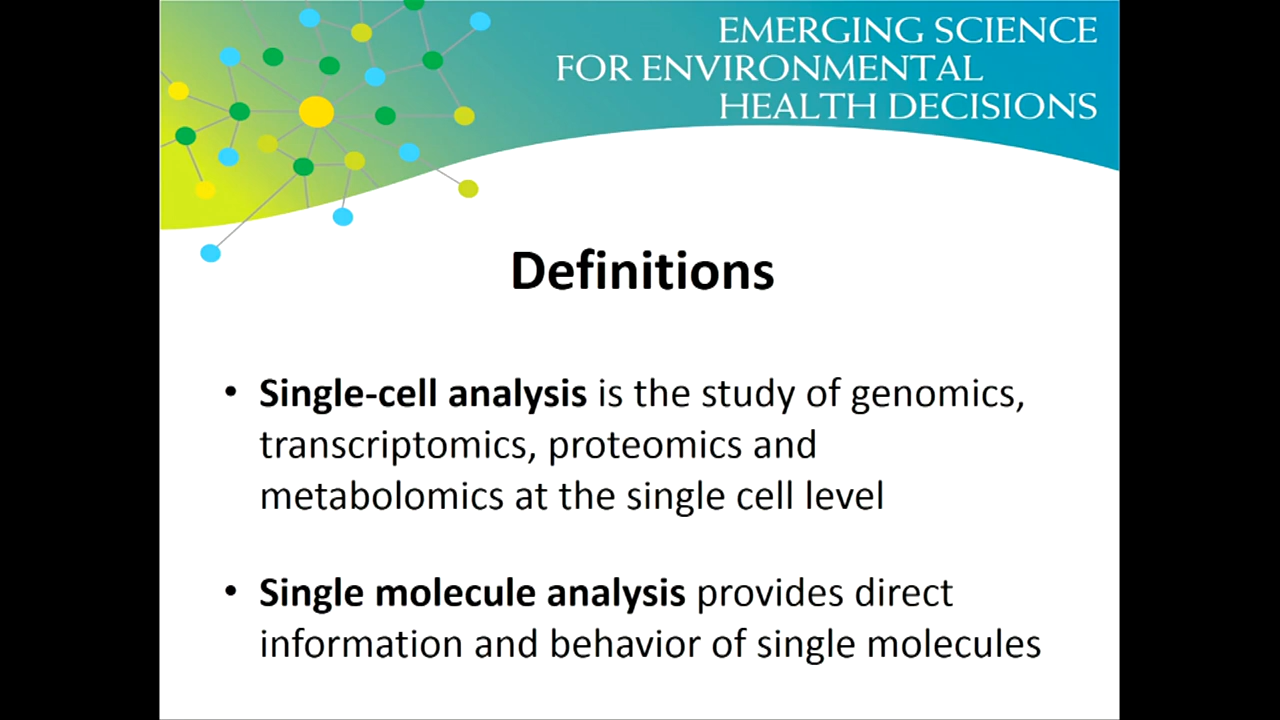 EMERGING SCIENCE
FOR ENVIRONMENTAL
HEALTH DECISIONS
Definitions
• Single-cell analysis is the study of genomics,
transcriptomics, proteomics and
metabolomics at the single cell level
• Single molecule analysis provides direct
information and behavior of single molecules